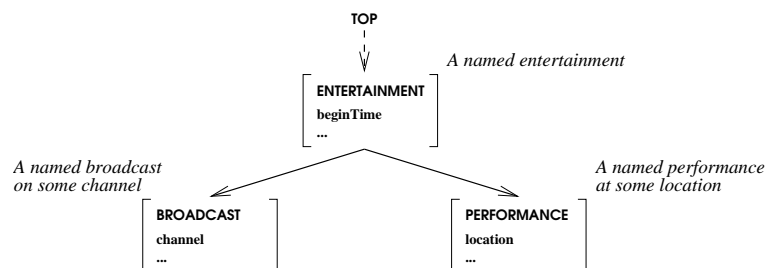 TOP
A named entertainment
ENTERTAINMENT
beginTime
...
A named broadcast
on some channel
A named performance
at some location
BROADCAST
channel
...
PERFORMANCE
location
...